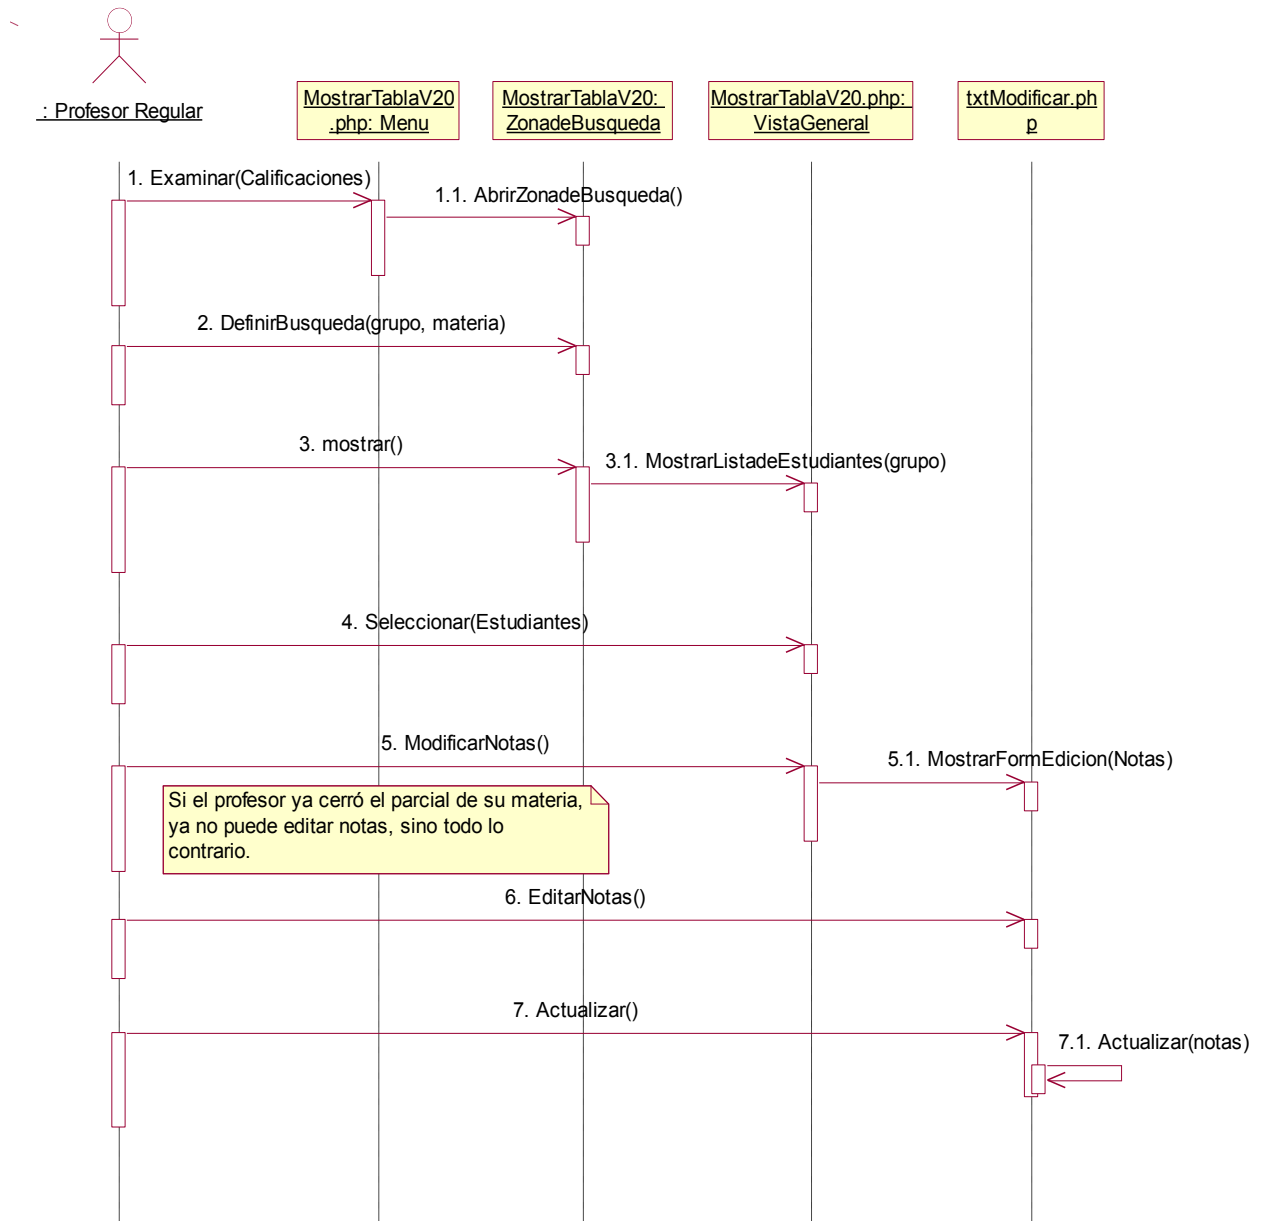 : Profesor Regular
MostrarTablaV20
.php: Menu
MostrarTablaV20:
ZonadeBusqueda
MostrarTablaV20.php:
VistaGeneral
txtModificar.ph
p
1. Examinar(Calificaciones)
1.1. AbrirZonadeBusqueda()
2. DefinirBusqueda(grupo, materia)
3. mostrar()
3.1. MostrarListadeEstudiantes(grupo)
4. Seleccionar(Estudiantes)
5. ModificarNotas()
5.1. MostrarFormEdicion(Notas)
Si el profesor ya cerró el parcial de su materia,
ya no puede editar notas, sino todo lo
contrario.
6. EditarNotas()
7. Actualizar()
7.1. Actualizar(notas)